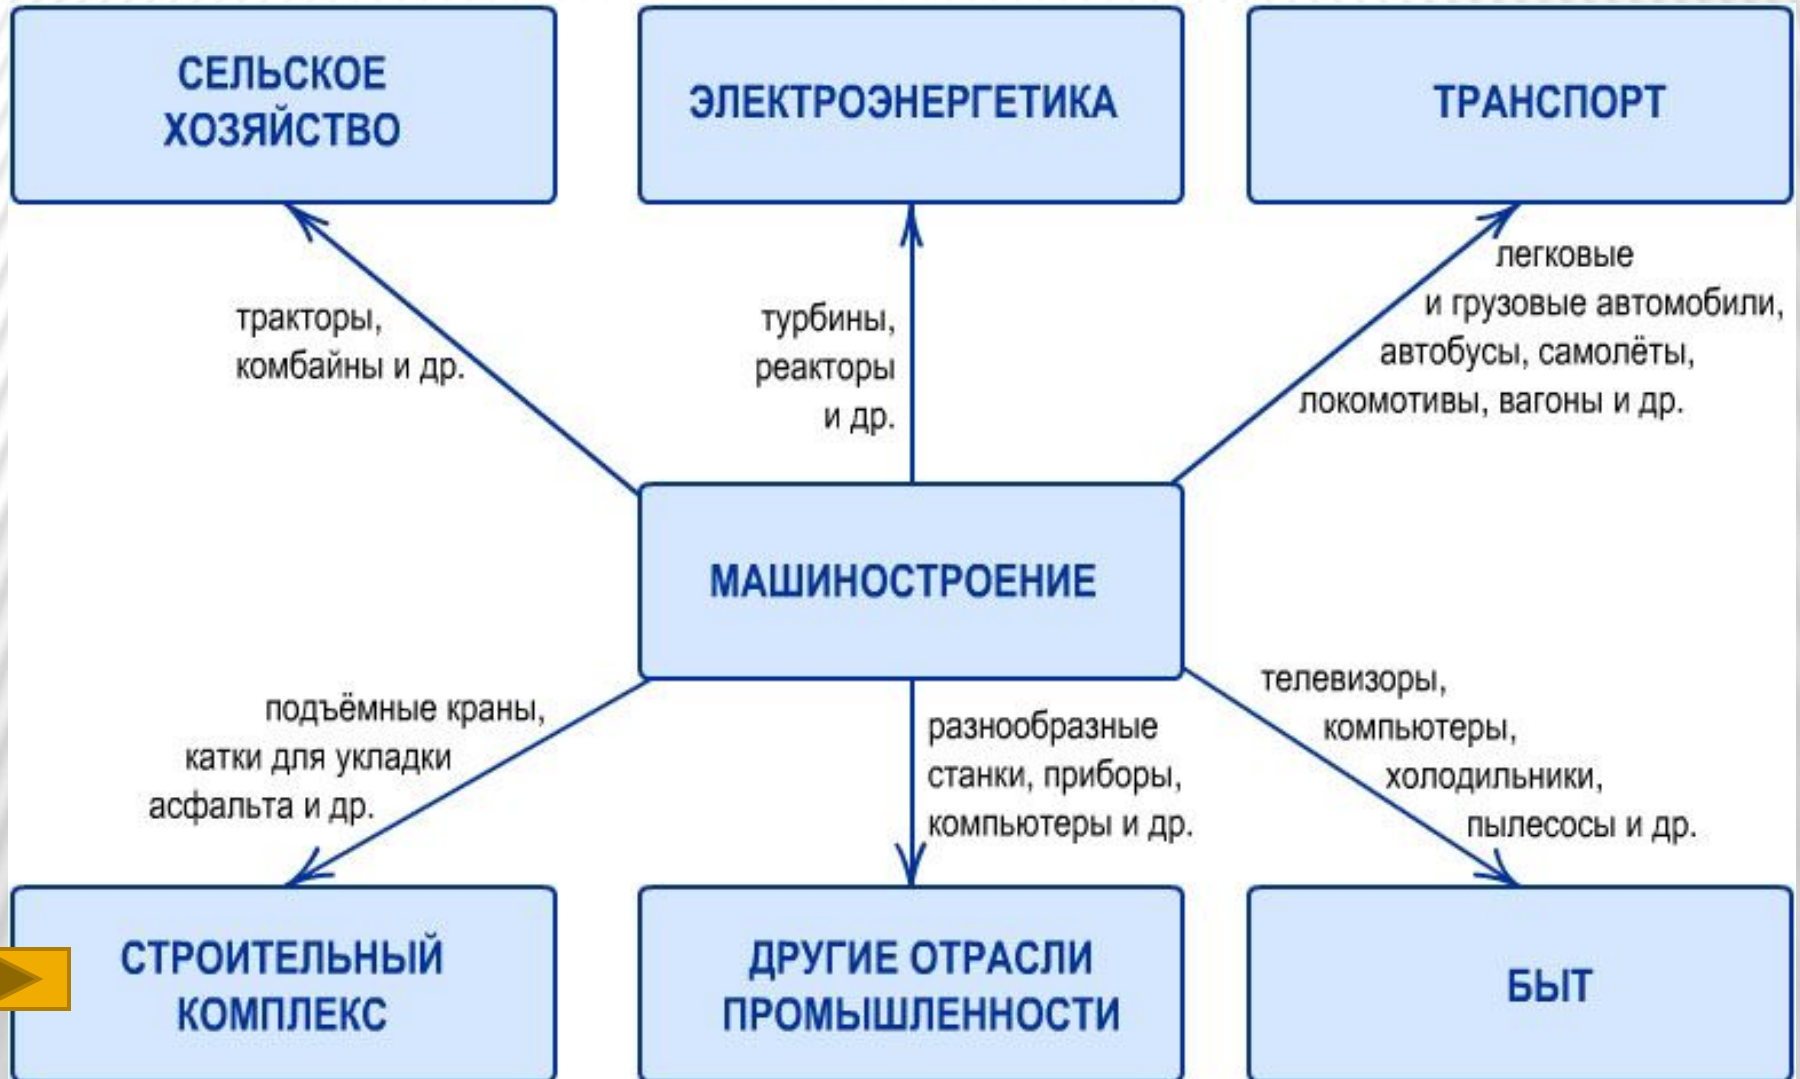 СЕЛЬСКОЕ
ХОЗЯЙСТВО
ЭЛЕКТРОЭНЕРГЕТИКА
ТРАНСПОРТ
тракторы,
комбайны и др.
турбины,
реакторы
и др.
легковые
и грузовые автомобили,
автобусы, самолёты,
локомотивы, вагоны и др.
МАШИНОСТРОЕНИЕ
подъёмные краны,
катки для укладки
асфальта и др.
разнообразные
станки, приборы,
компьютеры и др.
телевизоры,
компьютеры,
холодильники,
пылесосы и др.
СТРОИТЕЛЬНЫЙ
КОМПЛЕКС
ДРУГИЕ ОТРАСЛИ
ПРОМЫШЛЕННОСТИ
БЫТ